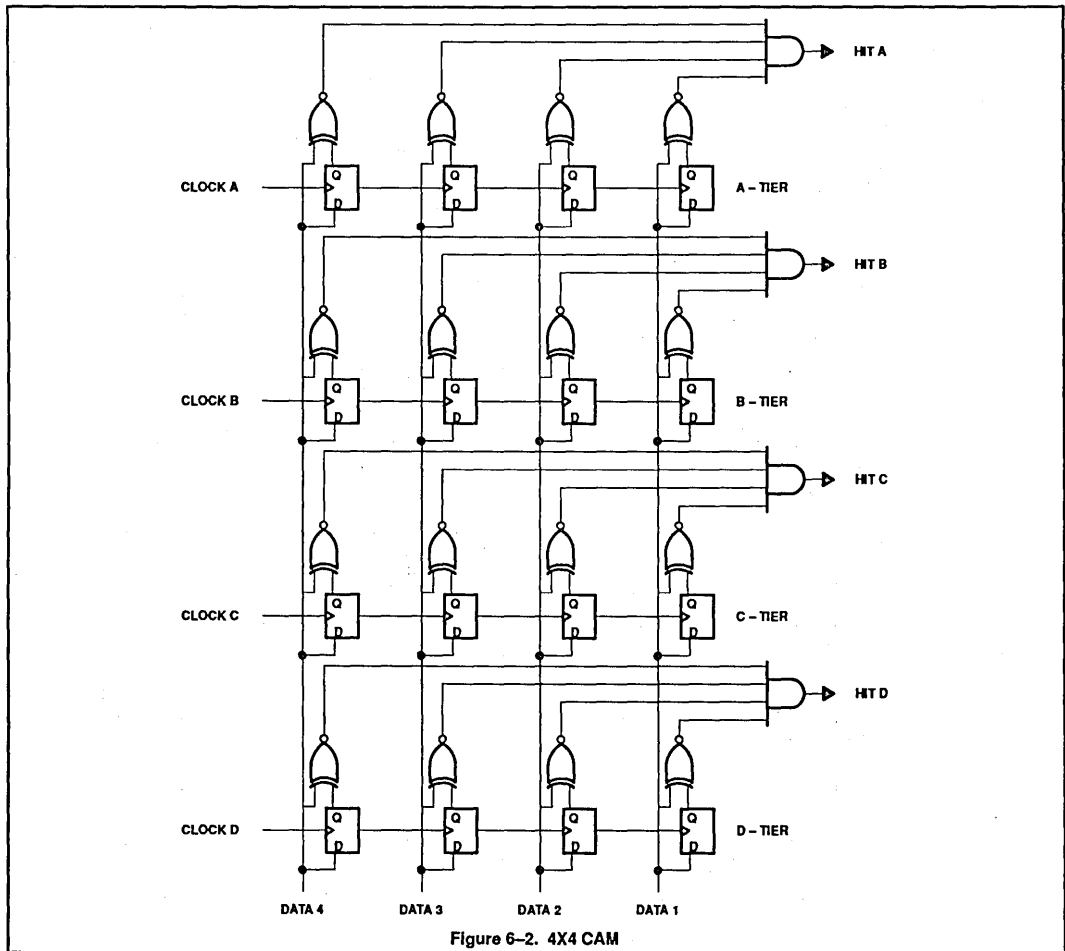 HIT A
Q Q Q Q
CLOCK A A – TIER
D D D D
HIT B
Q Q Q Q
CLOCK B B – TIER
D D D D
HIT C
Q Q Q Q
CLOCK C C – TIER
D D D D
HIT D
Q Q Q Q
CLOCK D D – TIER
D D D D
DATA 4 DATA 3 DATA 2 DATA 1
Figure 6–2. 4X4 CAM